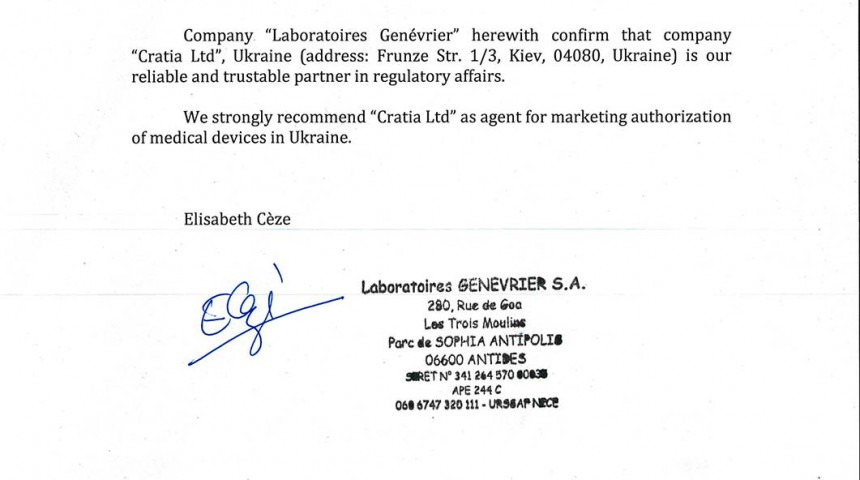 Company “Laboratoires Genévrier” herewith confirm that company
“Cratia Ltd”, Ukraine (address: Frunze Str. 1/3, Kiev, 04080, Ukraine) is our
reliable and trustable partner in regulatory affairs.
We strongly recommend “Cratia Ltd” as agent for marketing authorization
of medical devices in Ukraine.
Elisabeth Cèze
Laboratoires GENEVRIER S.A.
280, Rue de Goa
Les Trois Moulins
Parc de SOPHIA ANTIPOLIS
06600 ANTIBES
SIRET N° 341 264 570
APE 244 C
6747 320 111 - URSSAF NICE